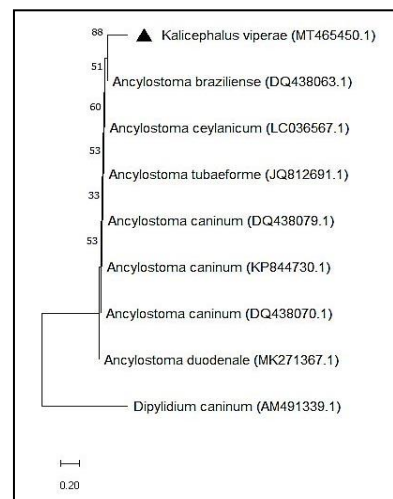 88
Kalicephalus viperae (MT465450.1)
51
Ancylostoma braziliense (DQ438063.1)
60
Ancylostoma ceylanicum (LC036567.1)
53
Ancylostoma tubaeforme (JQ812691.1)
33
Ancylostoma caninum (DQ438079.1)
53
Ancylostoma caninum (KP844730.1)
Ancylostoma caninum (DQ438070.1)
Ancylostoma duodenale (MK271367.1)
Dipylidium caninum (AM491339.1)
0.20